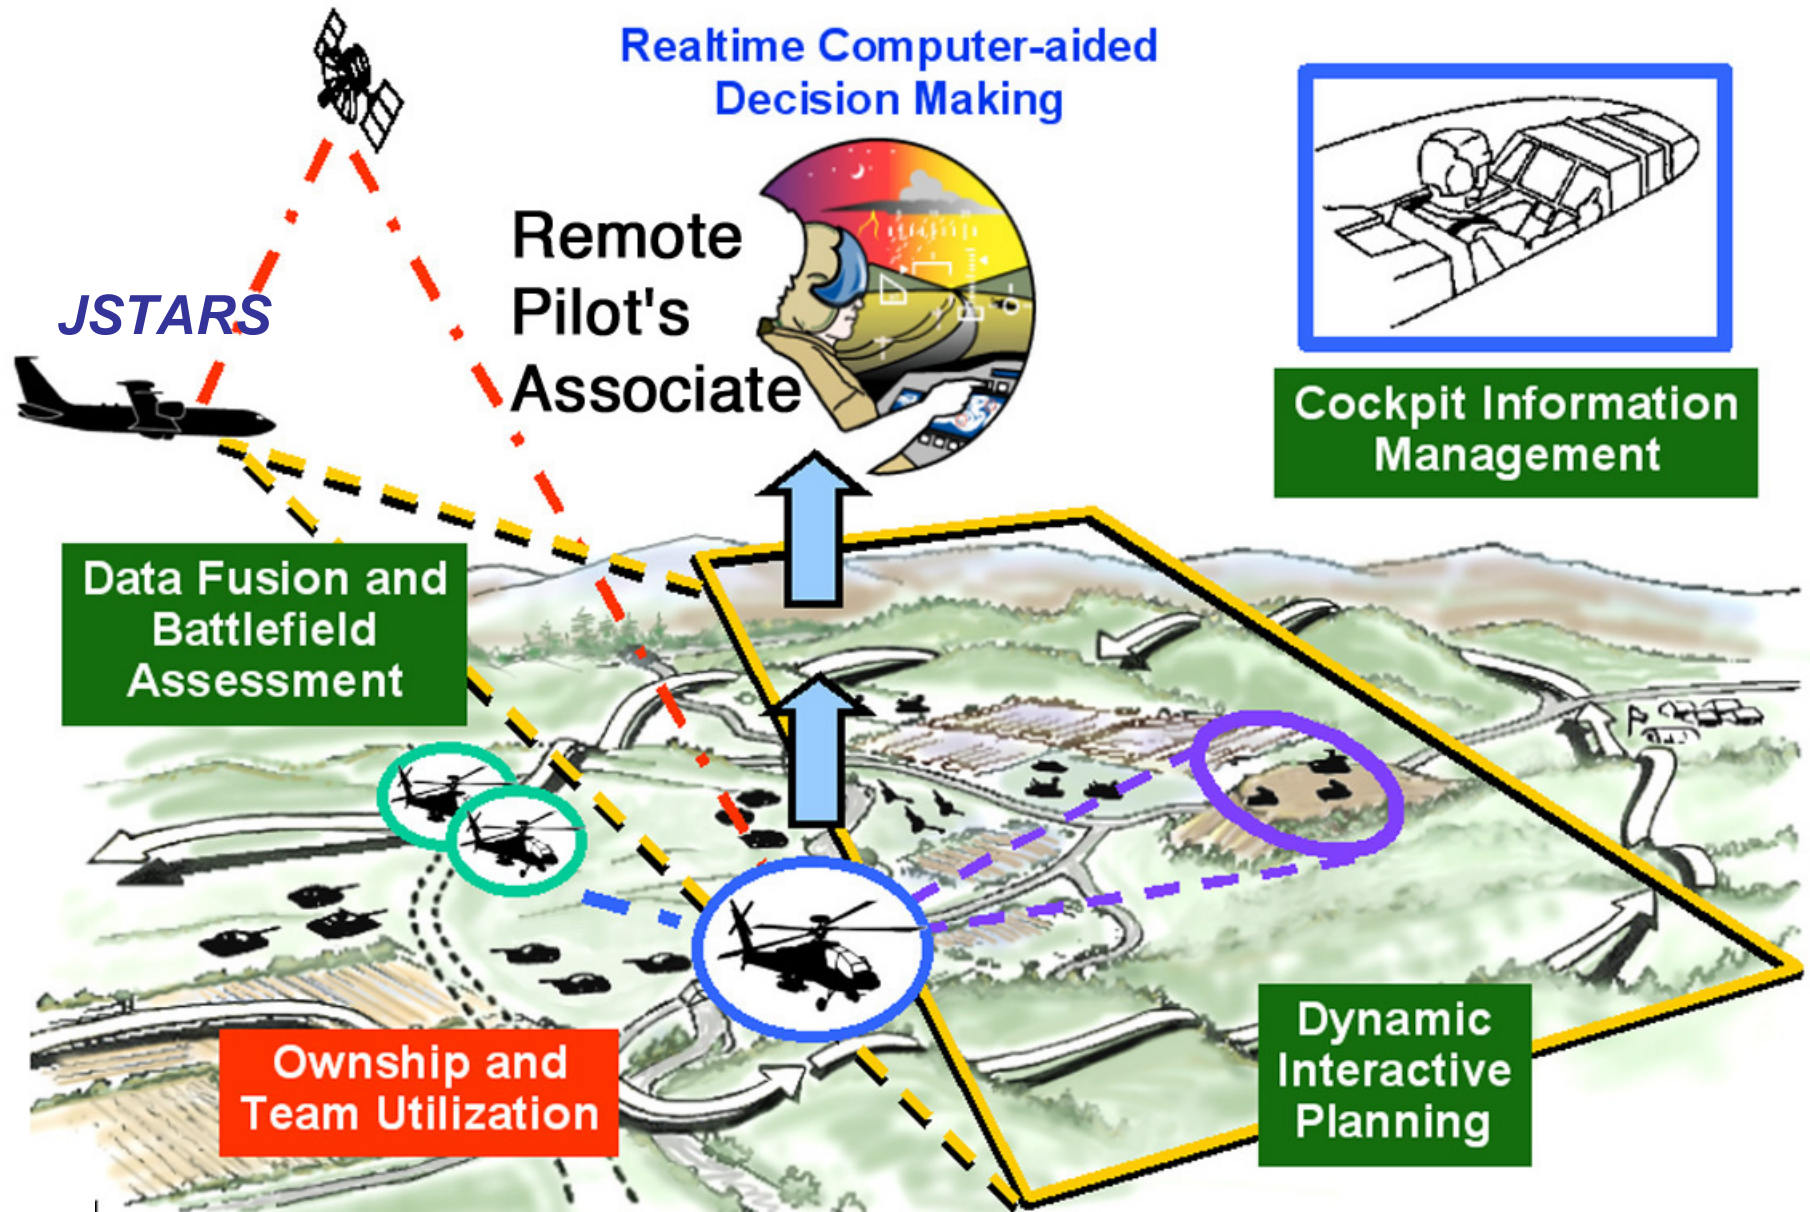 Realtime Computer-aided
Decision Making
Remote
Pilot's
Associate
JSTARS
Cockpit Information
Management
Data Fusion and
Battlefield
Assessment
Ownship and
Team Utilization
Dynamic
Interactive
Planning